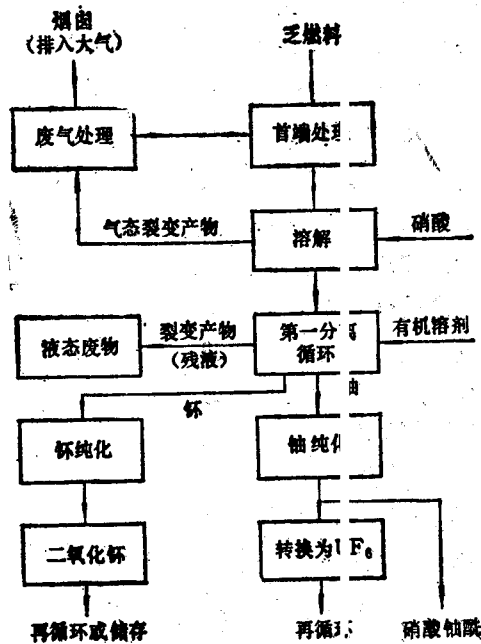 烟囱
(排入大气)
乏燃料
废气处理
首端处理
气态裂变产物
溶解
硝酸
液态废物
裂变产物
(残液)
第一分离
循环
有机溶剂
钚
铀
钚纯化
铀纯化
二氧化钚
转换为UF₆
再循环或储存
再循环
硝酸铀酰